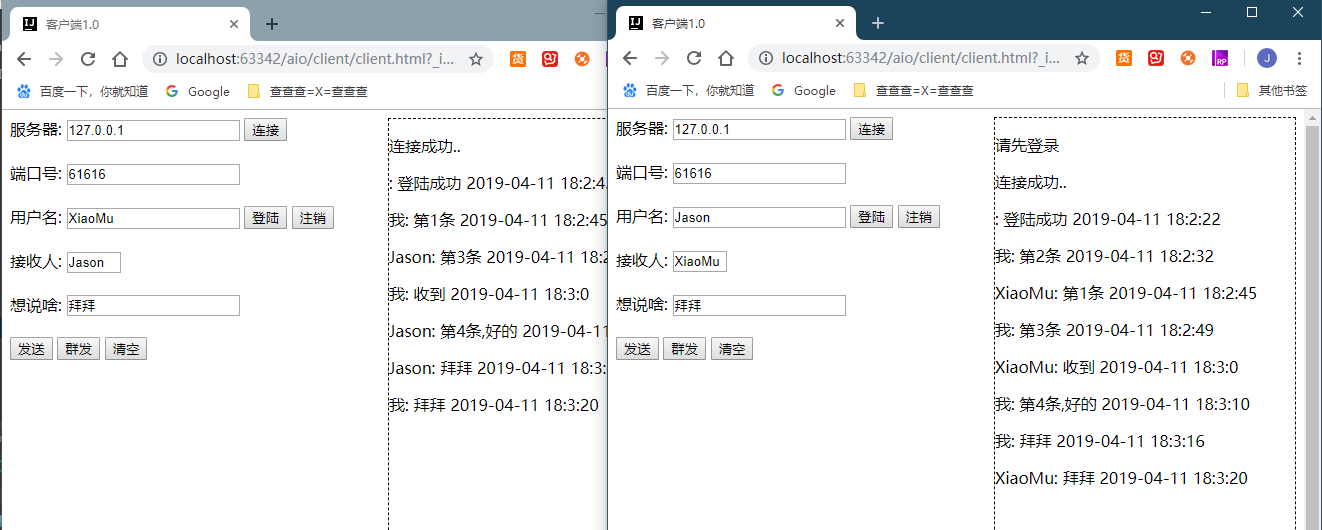 客户端1.0
localhost:63342/aio/client/client.html?_i...
百度一下，你就知道 Google 查查查=X=查查查
服务器: 127.0.0.1 连接
端口号: 61616
用户名: XiaoMu 登陆 注销
接收人: Jason
想说啥: 拜拜
发送 群发 清空
连接成功..
: 登陆成功 2019-04-11 18:2:4
我: 第1条 2019-04-11 18:2:45
Jason: 第3条 2019-04-11 18:2
我: 收到 2019-04-11 18:3:0
Jason: 第4条,好的 2019-04-11
Jason: 拜拜 2019-04-11 18:3:
我: 拜拜 2019-04-11 18:3:20
客户端1.0
localhost:63342/aio/client/client.html?_i...
货 RP J
百度一下，你就知道 Google 查查查=X=查查查 其他书签
服务器: 127.0.0.1 连接
端口号: 61616
用户名: Jason 登陆 注销
接收人: XiaoMu
想说啥: 拜拜
发送 群发 清空
请先登录
连接成功..
: 登陆成功 2019-04-11 18:2:22
我: 第2条 2019-04-11 18:2:32
XiaoMu: 第1条 2019-04-11 18:2:45
我: 第3条 2019-04-11 18:2:49
XiaoMu: 收到 2019-04-11 18:3:0
我: 第4条,好的 2019-04-11 18:3:10
我: 拜拜 2019-04-11 18:3:16
XiaoMu: 拜拜 2019-04-11 18:3:20